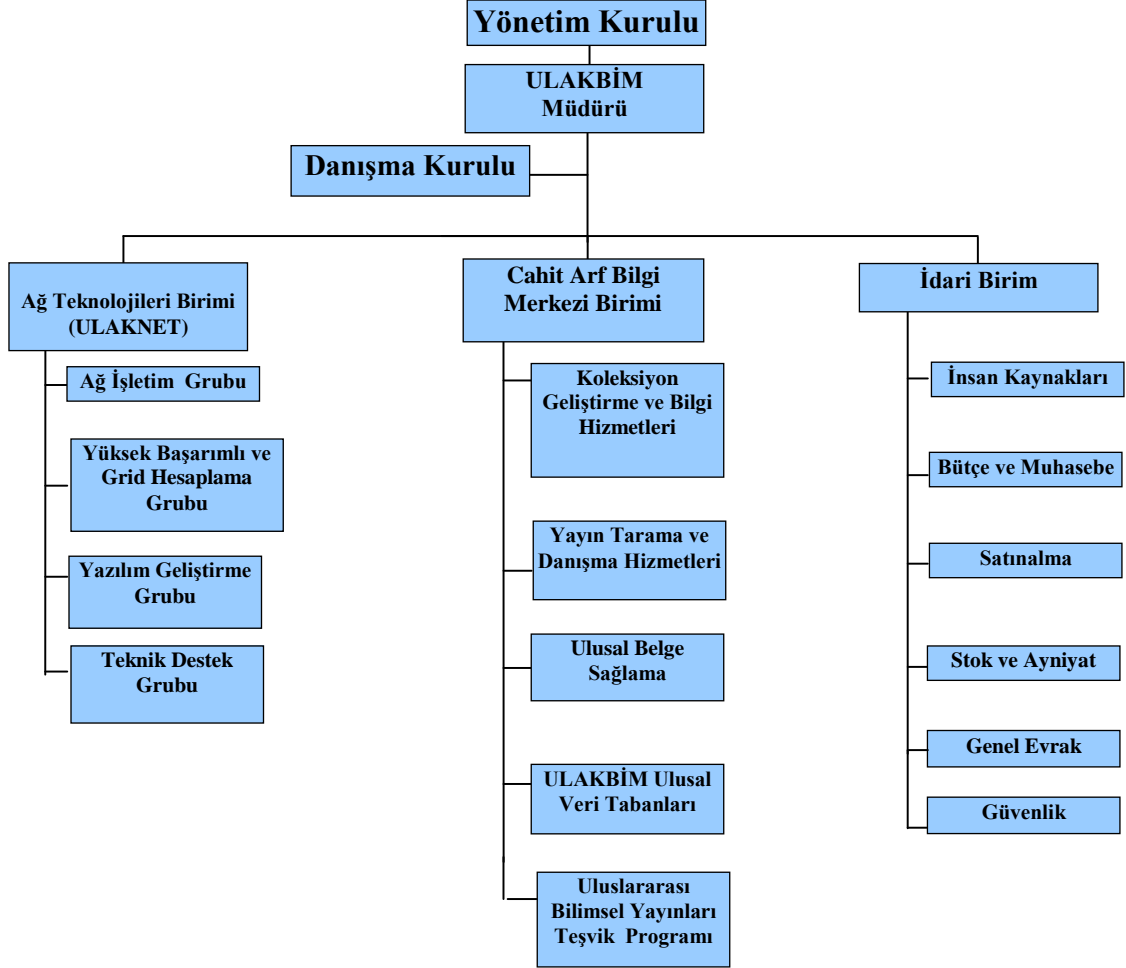 Yönetim Kurulu
ULAKBİM
Müdürü
Danışma Kurulu
Ağ Teknolojileri Birimi
(ULAKNET)
Ağ İşletim Grubu
Yüksek Başarımlı ve
Grid Hesaplama
Grubu
Yazılım Geliştirme
Grubu
Teknik Destek
Grubu
Cahit Arf Bilgi
Merkezi Birimi
Koleksiyon
Geliştirme ve Bilgi
Hizmetleri
Yayın Tarama ve
Danışma Hizmetleri
Ulusal Belge
Sağlama
ULAKBİM Ulusal
Veri Tabanları
Uluslararası
Bilimsel Yayınları
Teşvik Programı
İdari Birim
İnsan Kaynakları
Bütçe ve Muhasebe
Satınalma
Stok ve Ayniyat
Genel Evrak
Güvenlik